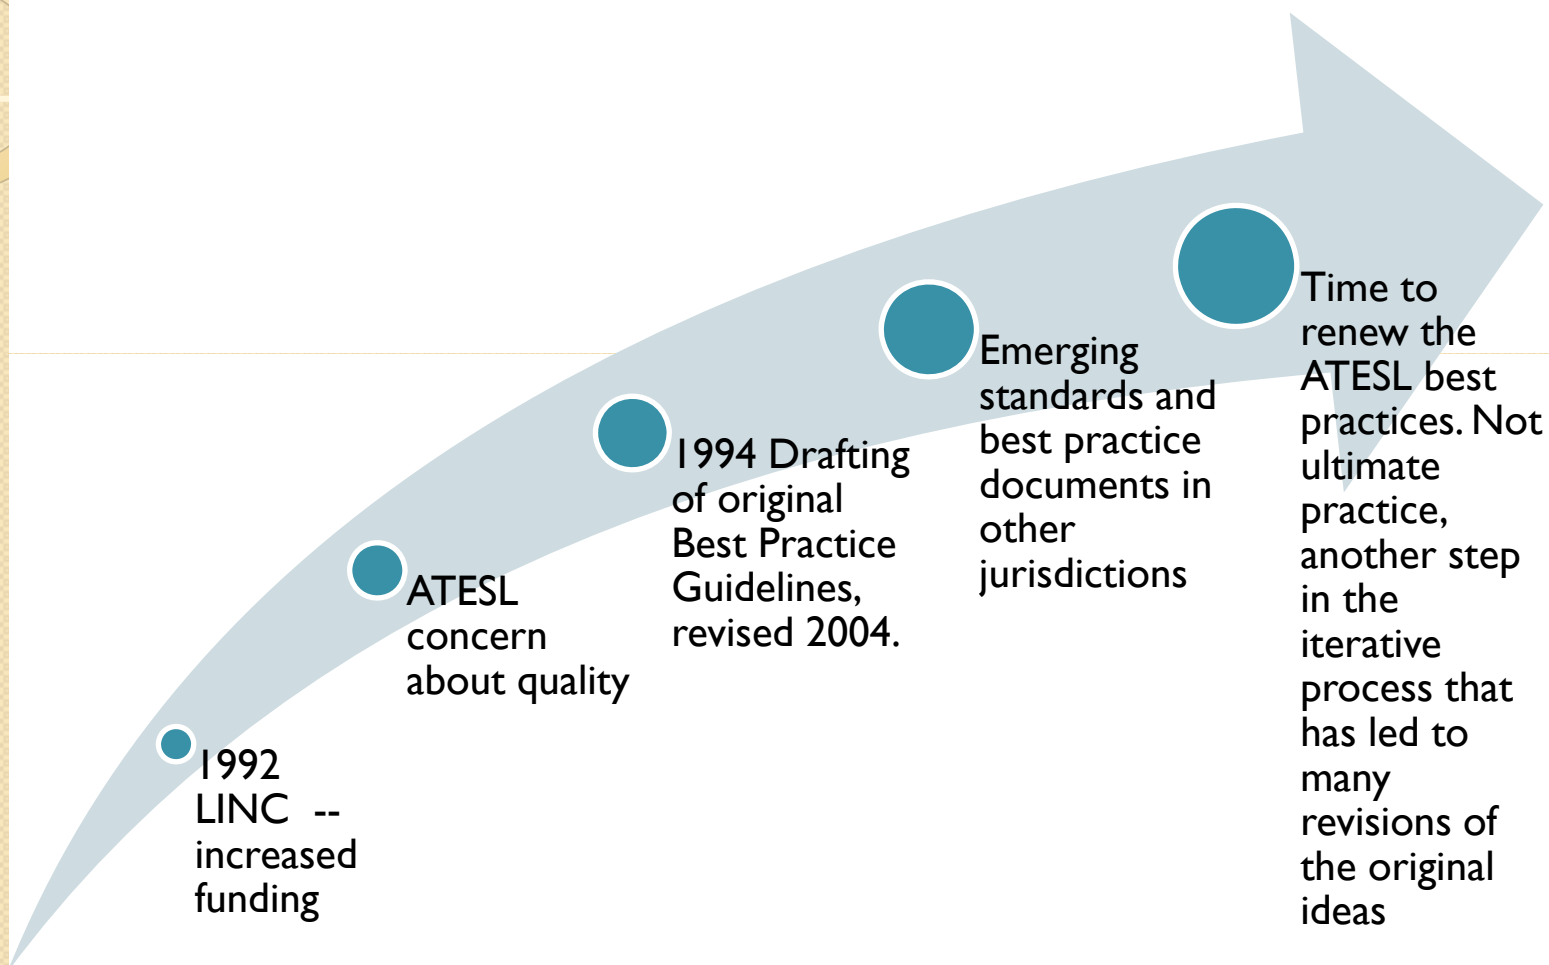 1992
LINC  --
increased
funding
ATESL
concern
about quality
1994 Drafting
of original
Best Practice
Guidelines,
revised 2004.
Emerging
standards and
best practice
documents in
other
jurisdictions
Time to
renew the
ATESL best
practices. Not
ultimate
practice,
another step
in the
iterative
process that
has led to
many
revisions of
the original
ideas